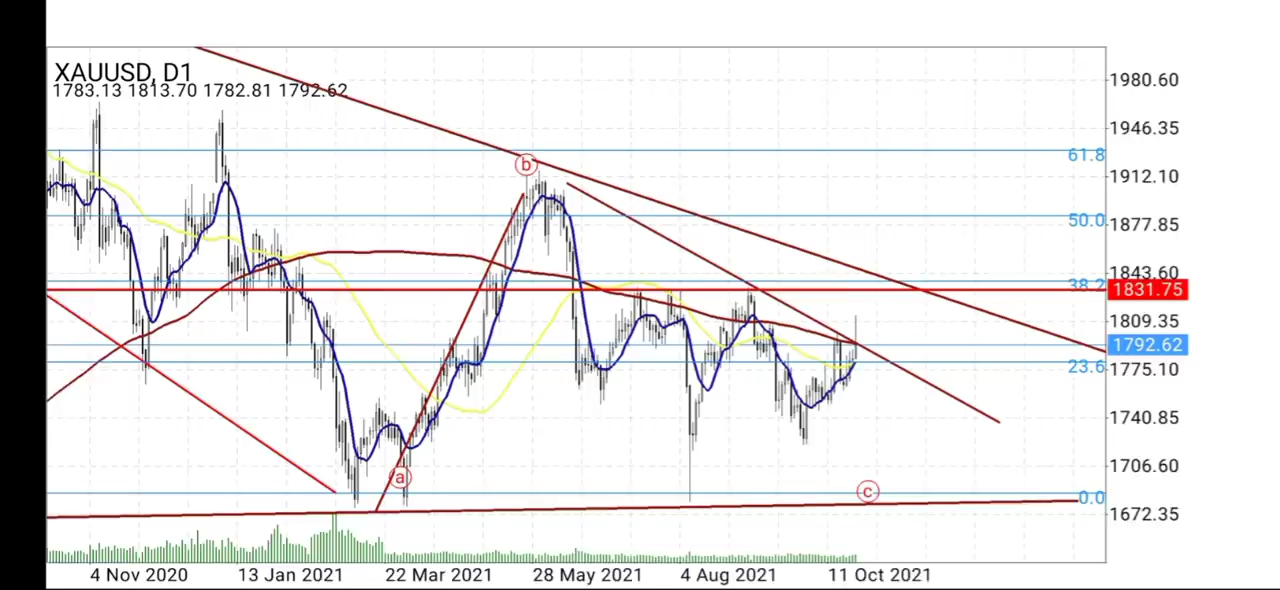 XAUUSD, D1
1783.13 1813.70 1782.81 1792.62
1980.60
1946.35
61.8
b
1912.10
50.0
1877.85
1843.60
38.2
1831.75
1809.35
1792.62
23.6
1775.10
1740.85
a
1706.60
c
0.0
1672.35
4 Nov 2020 13 Jan 2021 22 Mar 2021 28 May 2021 4 Aug 2021 11 Oct 2021